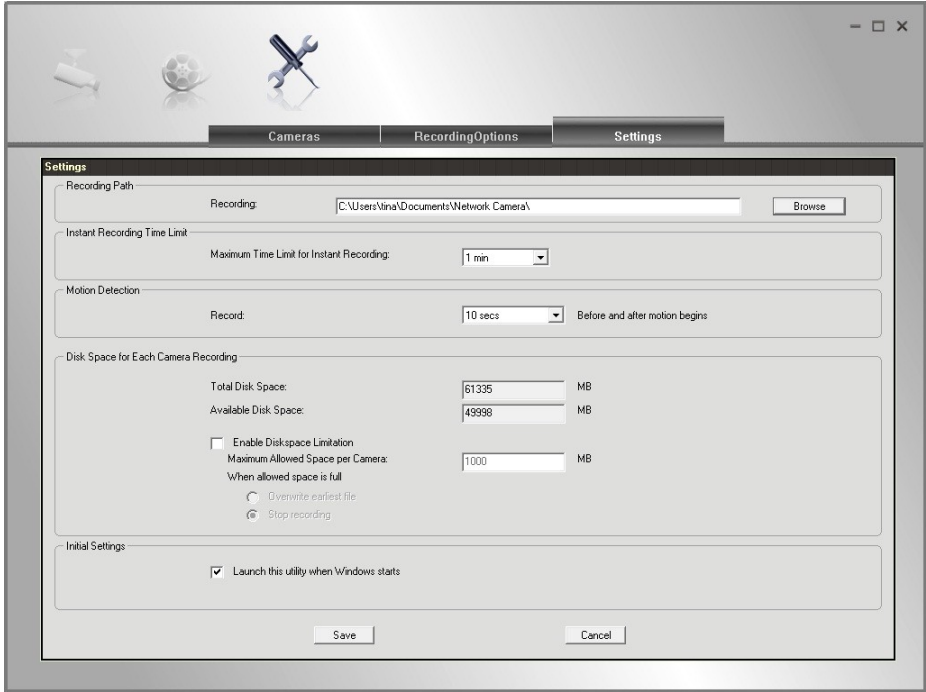 Cameras RecordingOptions Settings
Settings
Recording Path
Recording: C:\Users\tina\Documents\Network Camera\ Browse
Instant Recording Time Limit
Maximum Time Limit for Instant Recording: 1 min
Motion Detection
Record: 10 secs Before and after motion begins
Disk Space for Each Camera Recording
Total Disk Space: 61335 MB
Available Disk Space: 49998 MB
Enable Diskspace Limitation
Maximum Allowed Space per Camera: 1000 MB
When allowed space is full
Overwrite earliest file
Stop recording
Initial Settings
Launch this utility when Windows starts
Save Cancel